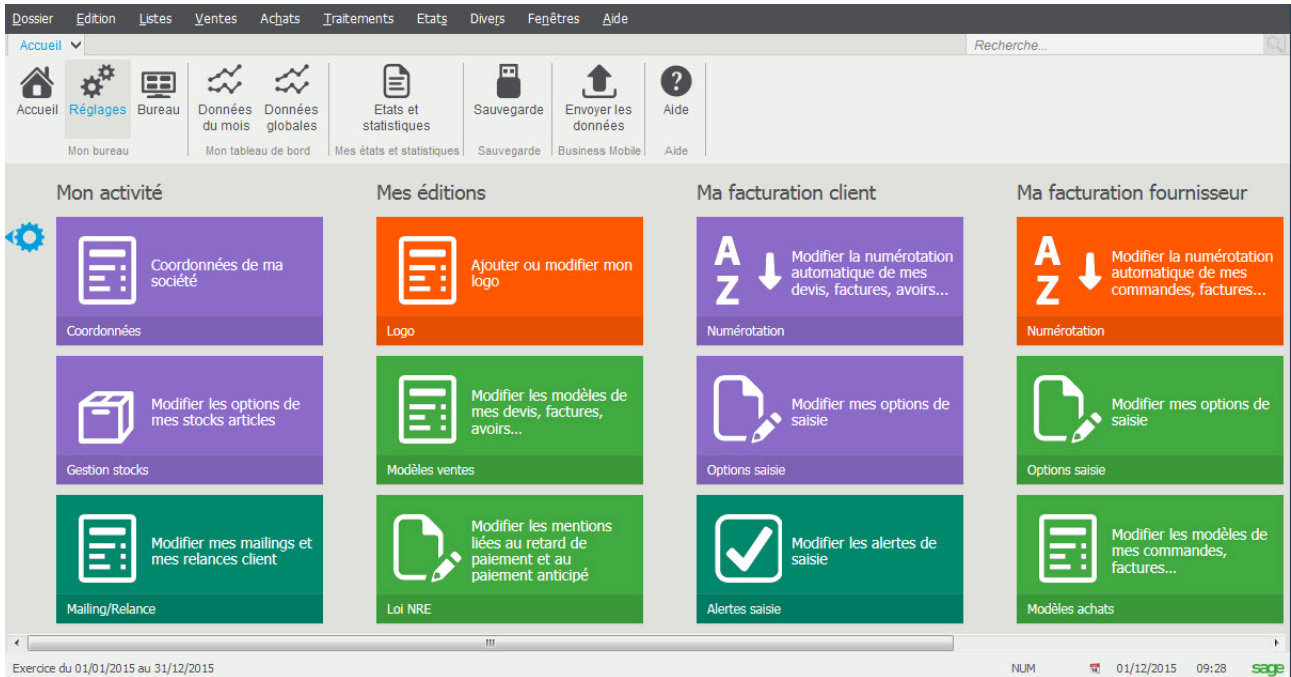 Dossier Edition Listes Ventes Achats Traitements Etats Divers Fenêtres Aide
Accueil Recherche...
Accueil Réglages Bureau Données du mois Données globales Etats et statistiques Sauvegarde Envoyer les données Aide
Mon bureau Mon tableau de bord Mes états et statistiques Sauvegarde Business Mobile Aide
Mon activité
Coordonnées de ma
société
Coordonnées
Modifier les options de
mes stocks articles
Gestion stocks
Modifier mes mailings et
mes relances client
Mailing/Relance
Mes éditions
Ajouter ou modifier mon
logo
Logo
Modifier les modèles de
mes devis, factures,
avoirs...
Modèles ventes
Modifier les mentions
liées au retard de
paiement et au
paiement anticipé
Loi NRE
Ma facturation client
A
Z
Modifier la numérotation
automatique de mes
devis, factures, avoirs...
Numérotation
Modifier mes options de
saisie
Options saisie
Modifier les alertes de
saisie
Alertes saisie
Ma facturation fournisseur
A
Z
Modifier la numérotation
automatique de mes
commandes, factures...
Numérotation
Modifier mes options de
saisie
Options saisie
Modifier les modèles de
mes commandes,
factures...
Modèles achats
Exercice du 01/01/2015 au 31/12/2015 NUM 01/12/2015 09:28 sage